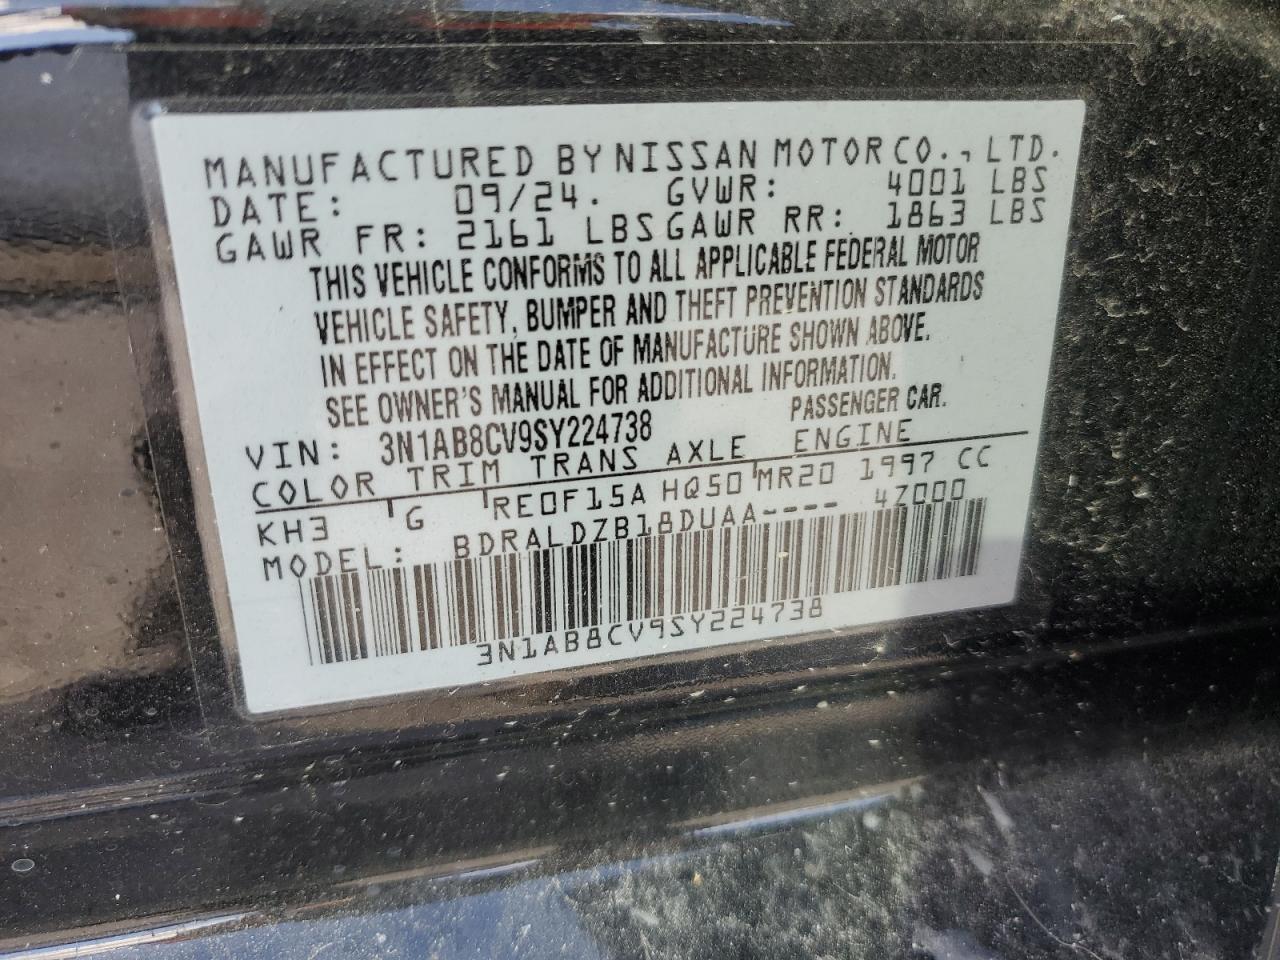 MANUFACTURED BY NISSAN MOTOR CO., LTD.
DATE: 09/24. GVWR: 4001 LBS
GAWR FR: 2161 LBS GAWR RR: 1863 LBS
THIS VEHICLE CONFORMS TO ALL APPLICABLE FEDERAL MOTOR
VEHICLE SAFETY, BUMPER AND THEFT PREVENTION STANDARDS
IN EFFECT ON THE DATE OF MANUFACTURE SHOWN ABOVE.
SEE OWNER'S MANUAL FOR ADDITIONAL INFORMATION.
VIN: 3N1AB8CV9SY224738 PASSENGER CAR.
COLOR TRIM TRANS AXLE ENGINE
KH3 G RE0F15A HQ50 MR20 1997 CC
MODEL: BDRALDZB18DUAA---- 4Z000
3N1AB8CV9SY224738